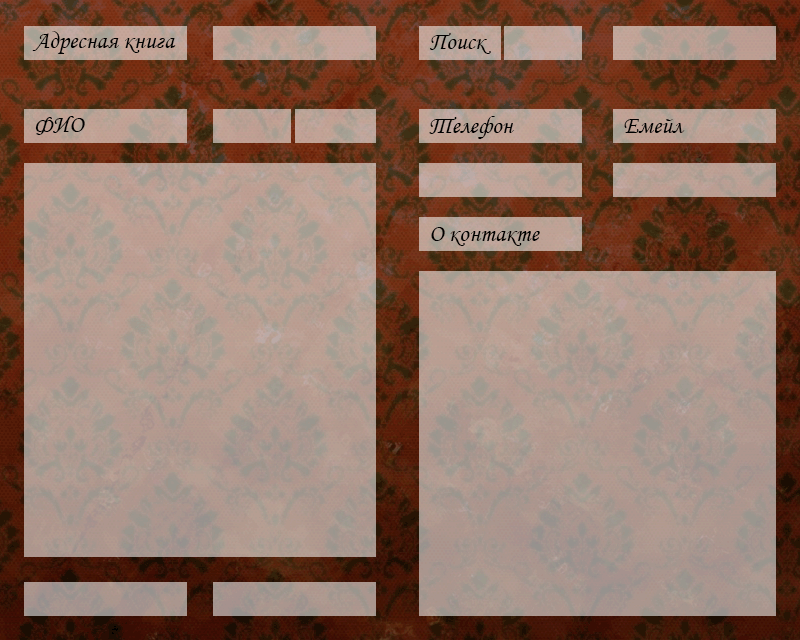 Адресная книга
Поиск
ФИО
Телефон
Емейл
О контакте